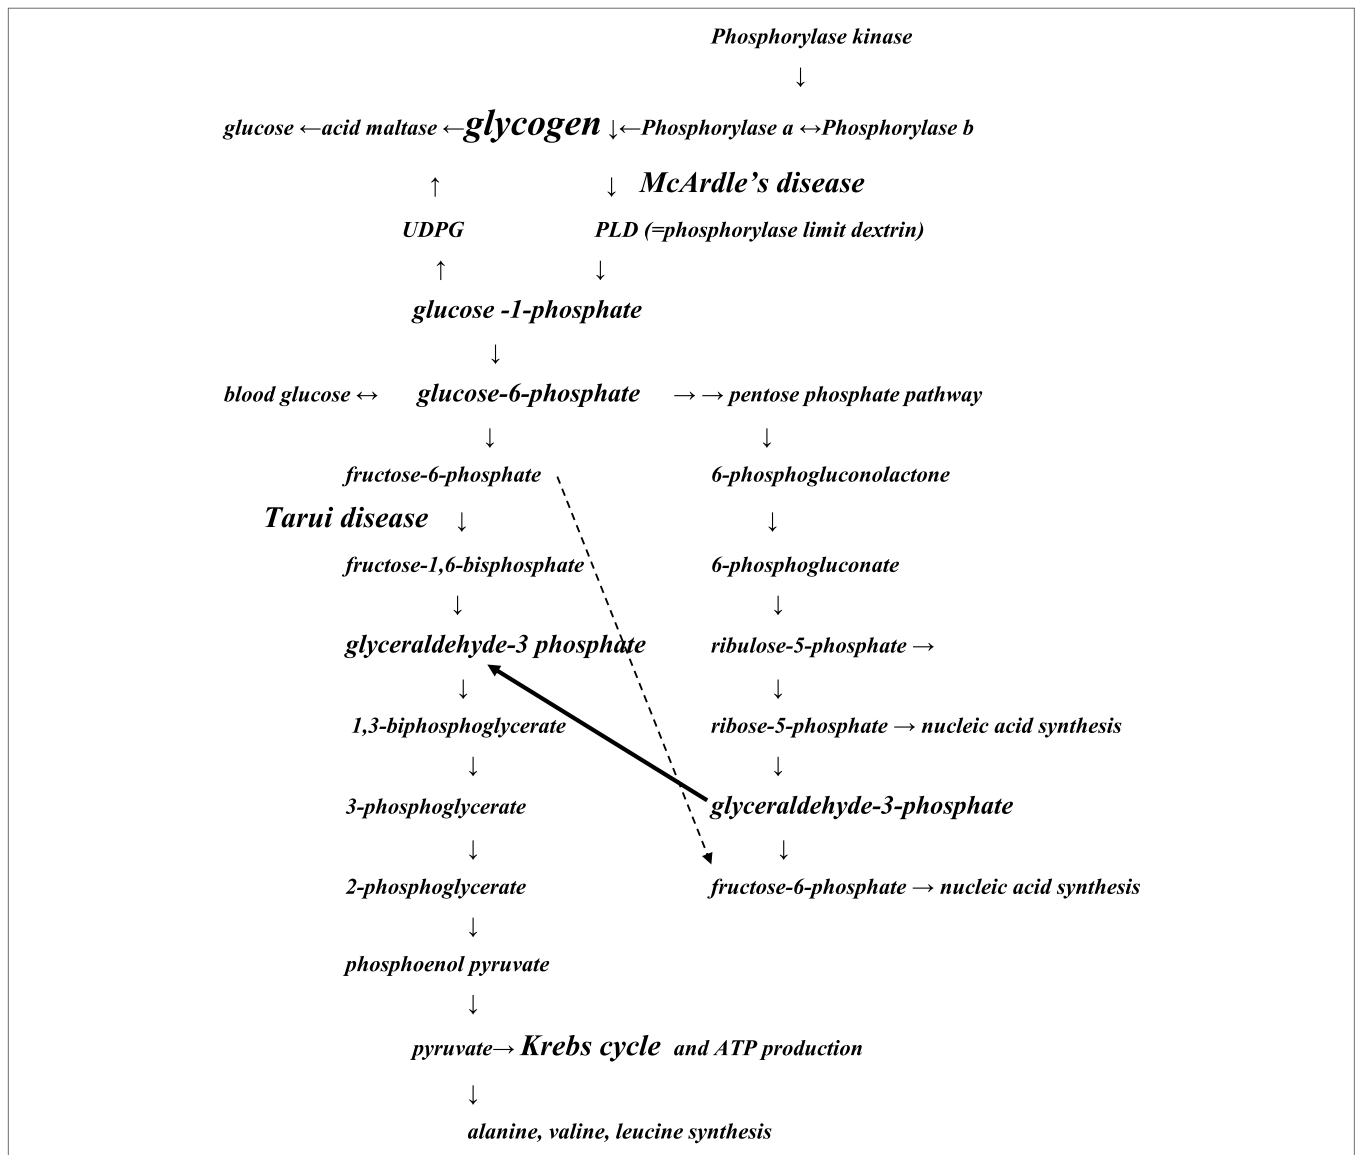 Phosphorylase kinase
↓
glucose ←acid maltase ←glycogen ↓←Phosphorylase a ↔Phosphorylase b
↑ ↓ McArdle’s disease
UDPG PLD (=phosphorylase limit dextrin)
↑ ↓
glucose -1-phosphate
↓
blood glucose ↔ glucose-6-phosphate → → pentose phosphate pathway
↓ ↓
fructose-6-phosphate 6-phosphogluconolactone
Tarui disease ↓ ↓
fructose-1,6-bisphosphate 6-phosphogluconate
↓ ↓
glyceraldehyde-3 phosphate ribulose-5-phosphate →
↓ ↓
1,3-biphosphoglycerate ribose-5-phosphate → nucleic acid synthesis
↓ ↓
3-phosphoglycerate glyceraldehyde-3-phosphate
↓ ↓
2-phosphoglycerate fructose-6-phosphate → nucleic acid synthesis
↓
phosphoenol pyruvate
↓
pyruvate→ Krebs cycle and ATP production
↓
alanine, valine, leucine synthesis